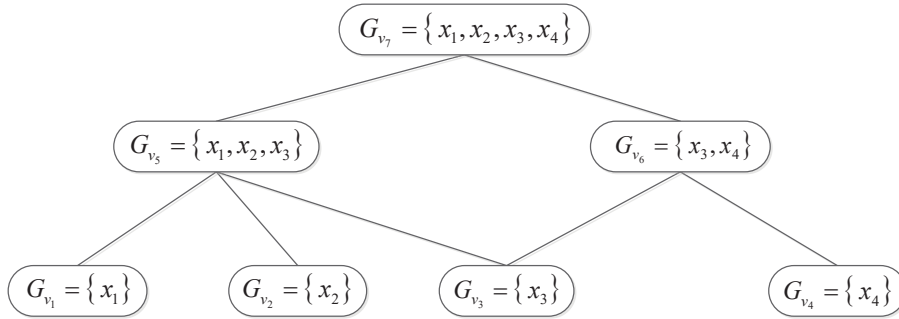 G_{v_7} = { x_1, x_2, x_3, x_4 }
G_{v_5} = { x_1, x_2, x_3 }
G_{v_6} = { x_3, x_4 }
G_{v_1} = { x_1 }
G_{v_2} = { x_2 }
G_{v_3} = { x_3 }
G_{v_4} = { x_4 }